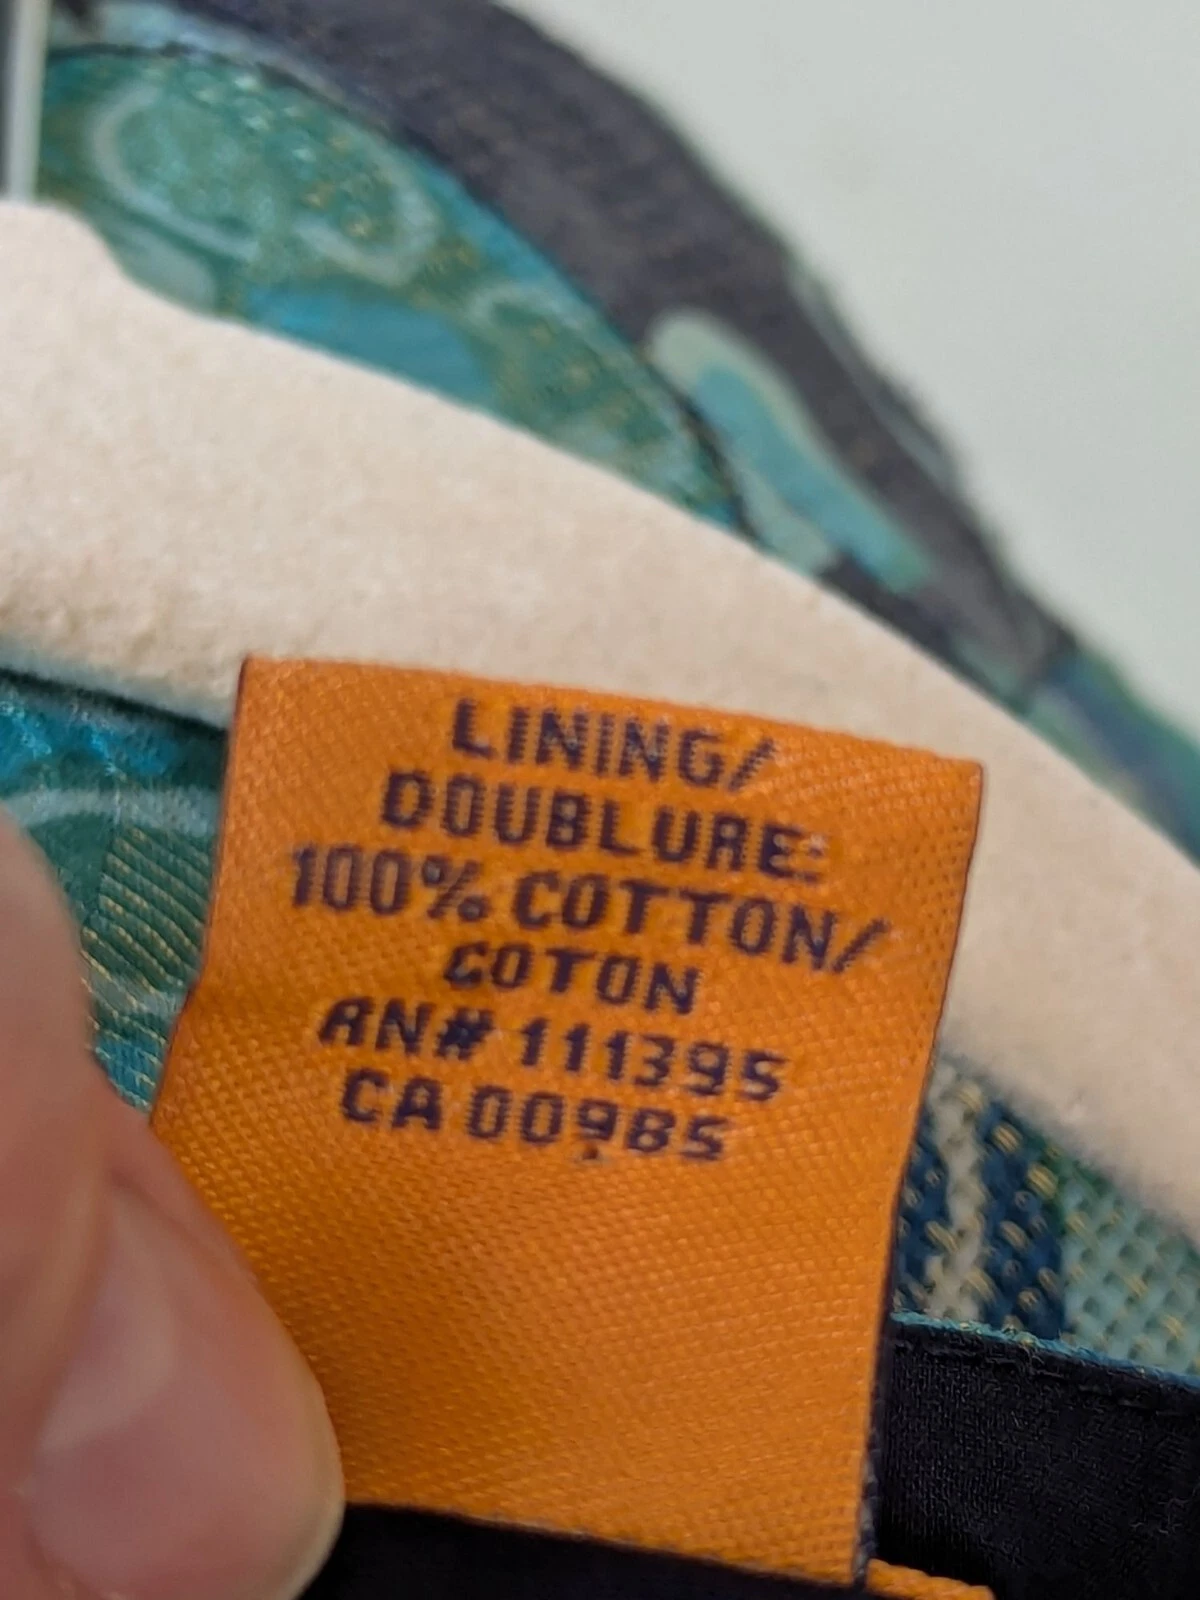 LINING/
DOUBLURE:
100% COTTON/
COTON
RN# 111395
CA 00985